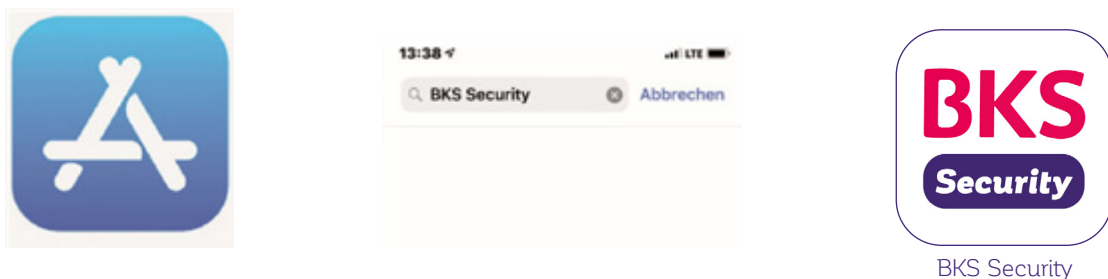 13:38
LTE
BKS Security
Abbrechen
BKS
Security
BKS Security